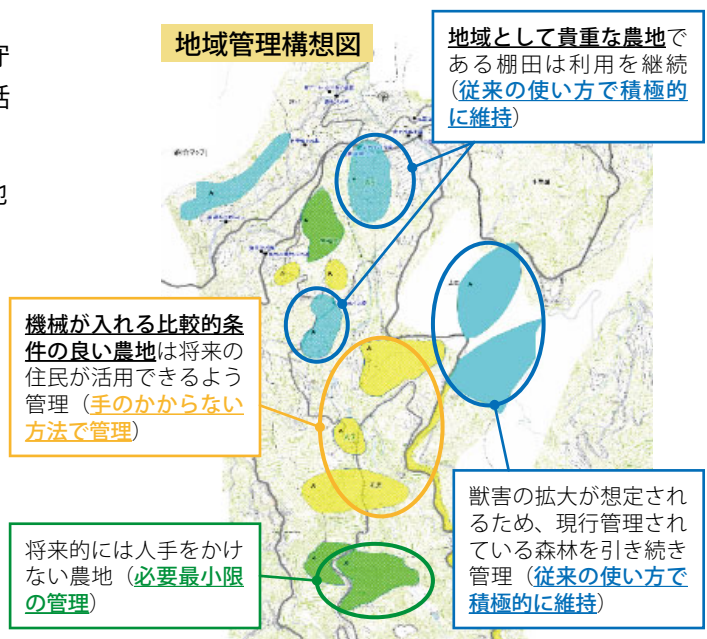 守
活
地
地域管理構想図
地域として貴重な農地で
ある棚田は利用を継続
（従来の使い方で積極的
に維持）
機械が入れる比較的条
件の良い農地は将来の
住民が活用できるよう
管理（手のかからない
方法で管理）
獣害の拡大が想定され
るため、現行管理され
ている森林を引き続き
管理（従来の使い方で
積極的に維持）
将来的には人手をかけ
ない農地（必要最小限
の管理）